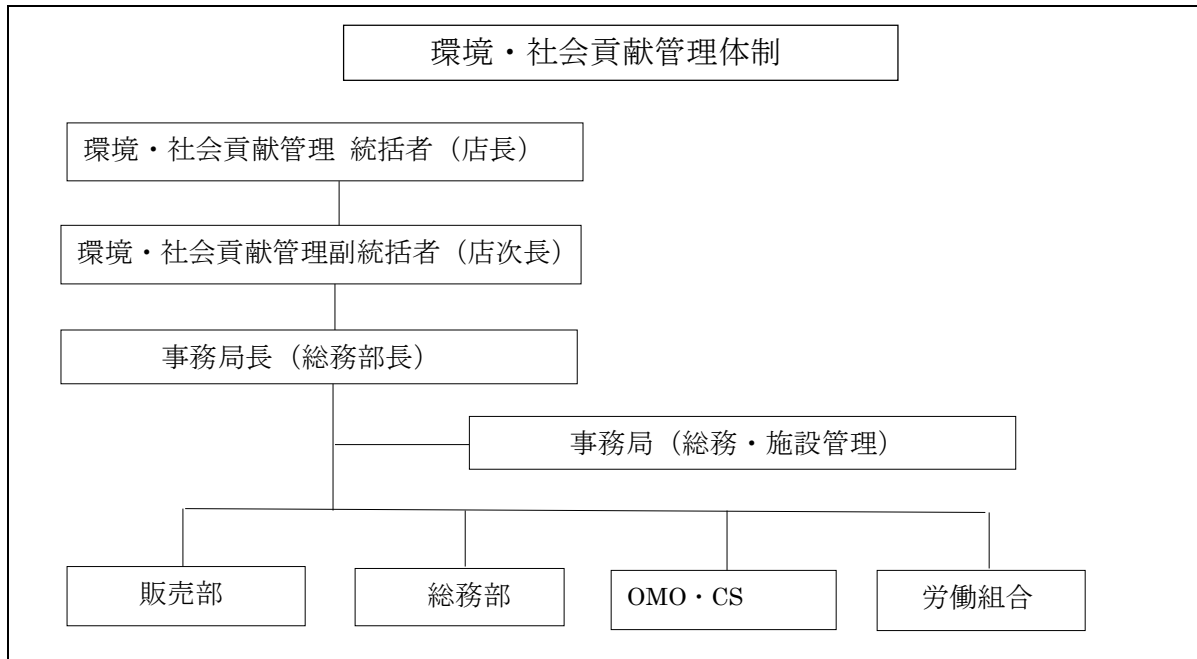 環境・社会貢献管理体制
環境・社会貢献管理 統括者（店長）
環境・社会貢献管理副統括者（店次長）
事務局長（総務部長）
事務局（総務・施設管理）
販売部
総務部
OMO・CS
労働組合